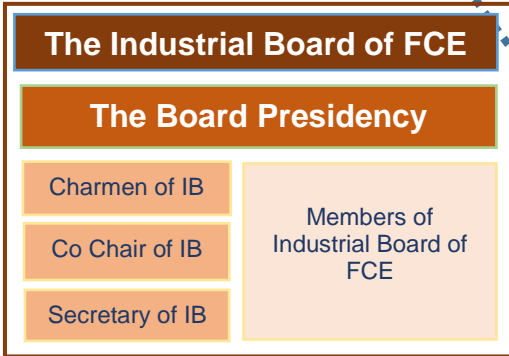 The Industrial Board of FCE
The Board Presidency
Charmen of IB
Co Chair of IB
Secretary of IB
Members of
Industrial Board of
FCE